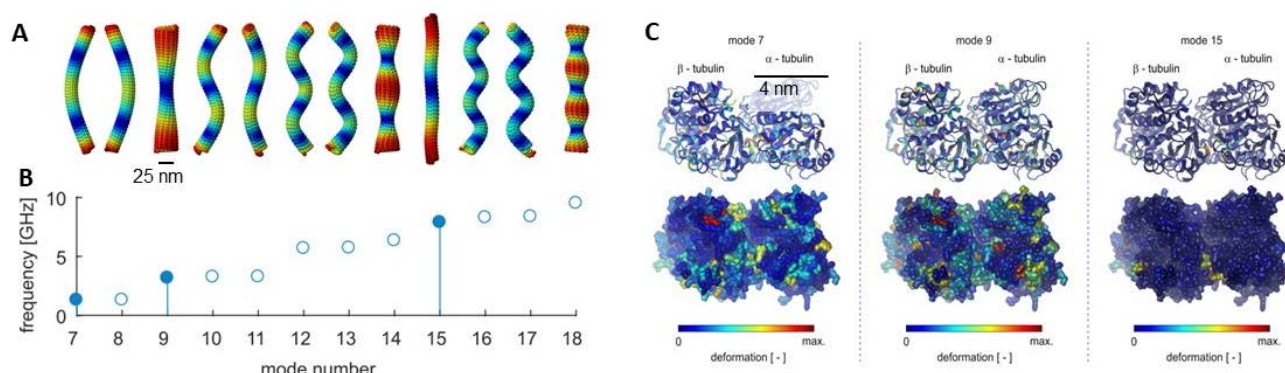 A
25 nm
B
frequency [GHz]
10
5
0
7 8 9 10 11 12 13 14 15 16 17 18
mode number
C
mode 7 mode 9 mode 15
β - tubulin α - tubulin β - tubulin α - tubulin β - tubulin α - tubulin
4 nm
0 max. 0 max. 0 max.
deformation [ - ] deformation [ - ] deformation [ - ]